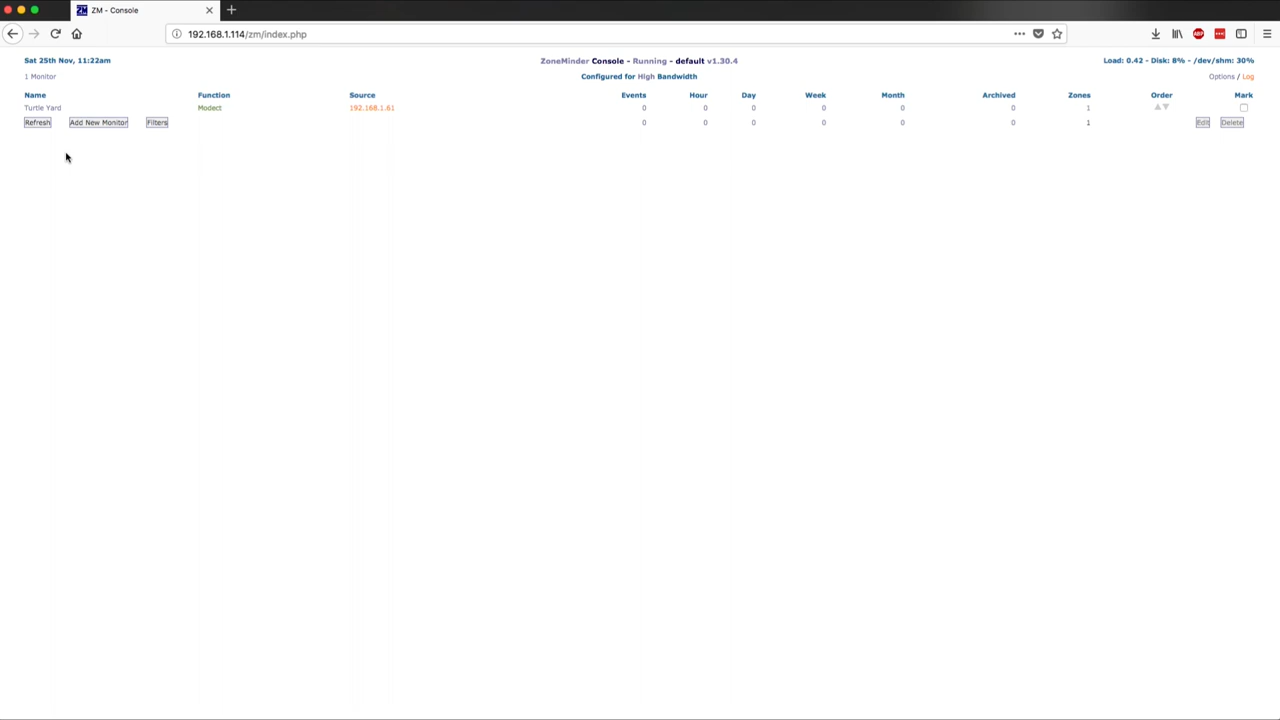 ZM - Console
192.168.1.114/zm/index.php
ABP
Sat 25th Nov, 11:22am
ZoneMinder Console - Running - default v1.30.4
Load: 0.42 - Disk: 8% - /dev/shm: 30%
1 Monitor
Configured for High Bandwidth
Options / Log
Name Function Source Events Hour Day Week Month Archived Zones Order Mark
Turtle Yard Modect 192.168.1.61 0 0 0 0 0 0 1
Refresh Add New Monitor Filters 0 0 0 0 0 0 1 Edit Delete